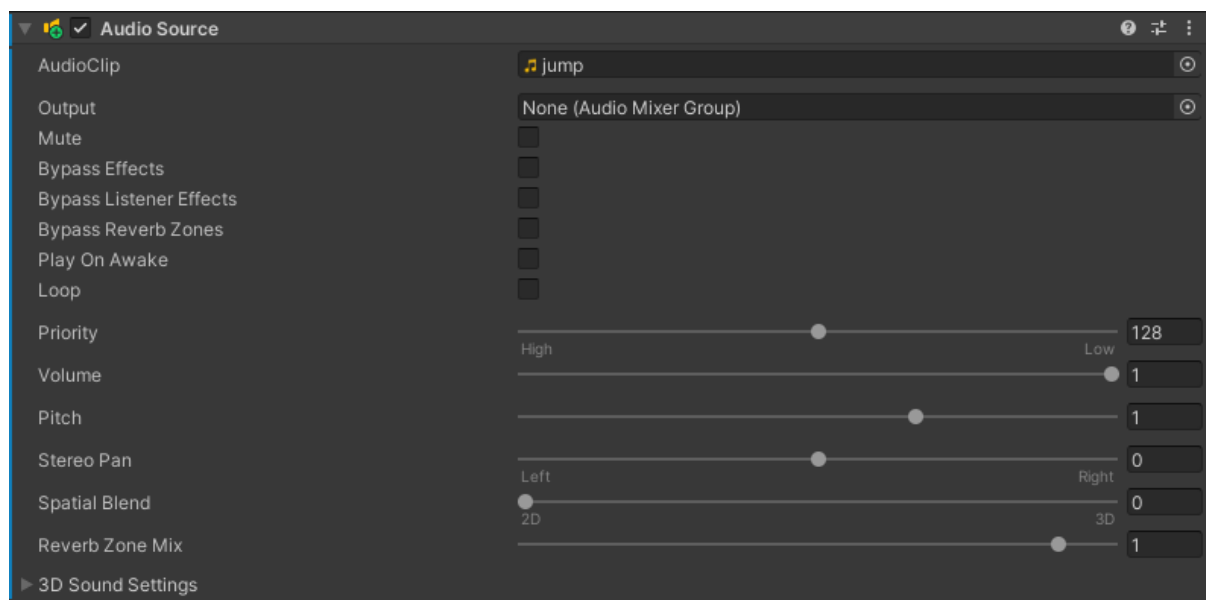 Audio Source
AudioClip jump
Output None (Audio Mixer Group)
Mute
Bypass Effects
Bypass Listener Effects
Bypass Reverb Zones
Play On Awake
Loop
Priority 128
High Low
Volume 1
Pitch 1
Stereo Pan 0
Left Right
Spatial Blend 0
2D 3D
Reverb Zone Mix 1
3D Sound Settings